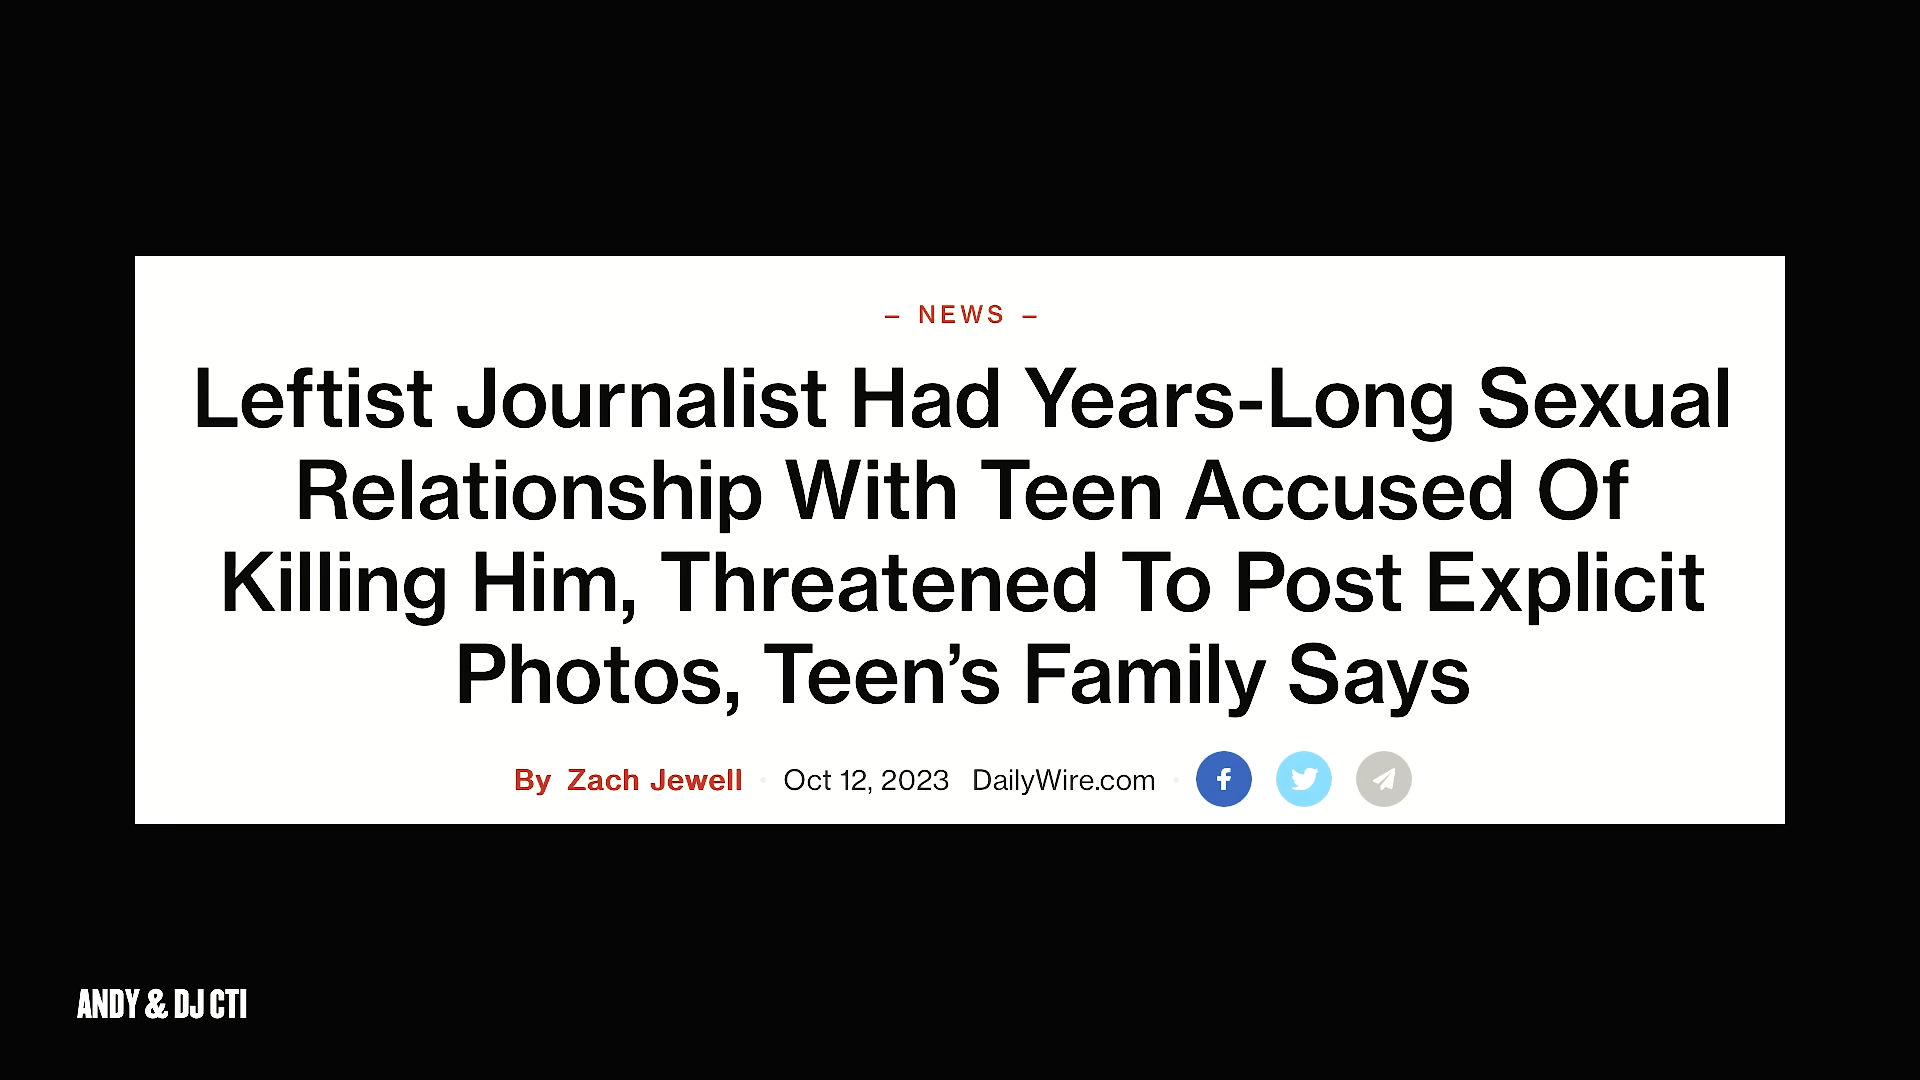 – NEWS –
Leftist Journalist Had Years-Long Sexual
Relationship With Teen Accused Of
Killing Him, Threatened To Post Explicit
Photos, Teen’s Family Says
By Zach Jewell · Oct 12, 2023 DailyWire.com ·
ANDY & DJ CTI